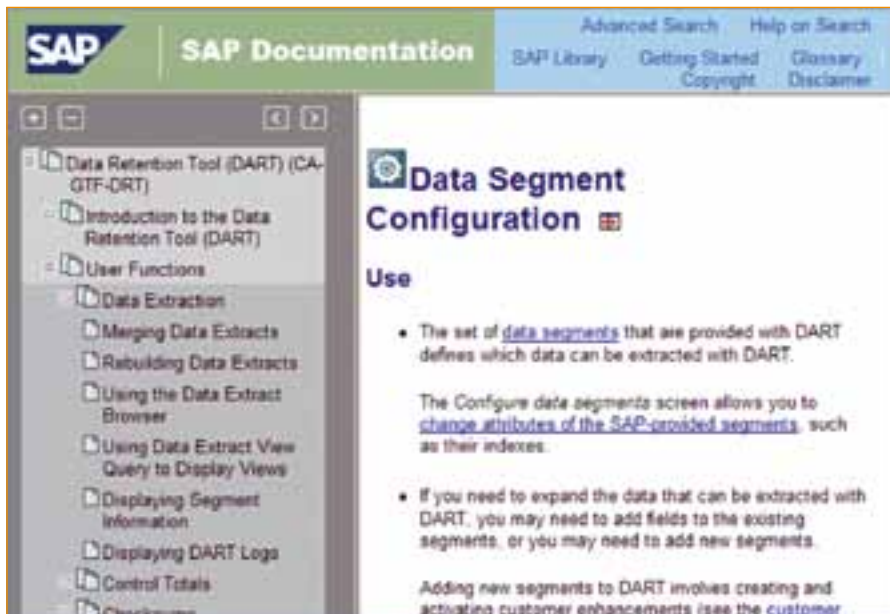 SAP
SAP Documentation
Advanced Search Help on Search
SAP Library Getting Started Glossary
Copyright Disclaimer
Data Retention Tool (DART) (CA-
GTF-DRT)
Introduction to the Data
Retention Tool (DART)
User Functions
Data Extraction
Merging Data Extracts
Rebuilding Data Extracts
Using the Data Extract
Browser
Using Data Extract View
Query to Display Views
Displaying Segment
Information
Displaying DART Logs
Control Totals
Checksums
Data Segment
Configuration
Use
• The set of data segments that are provided with DART
defines which data can be extracted with DART.
The Configure data segments screen allows you to
change attributes of the SAP-provided segments, such
as their indexes.
• If you need to expand the data that can be extracted with
DART, you may need to add fields to the existing
segments, or you may need to add new segments.
Adding new segments to DART involves creating and
activating customer enhancements (see the customer